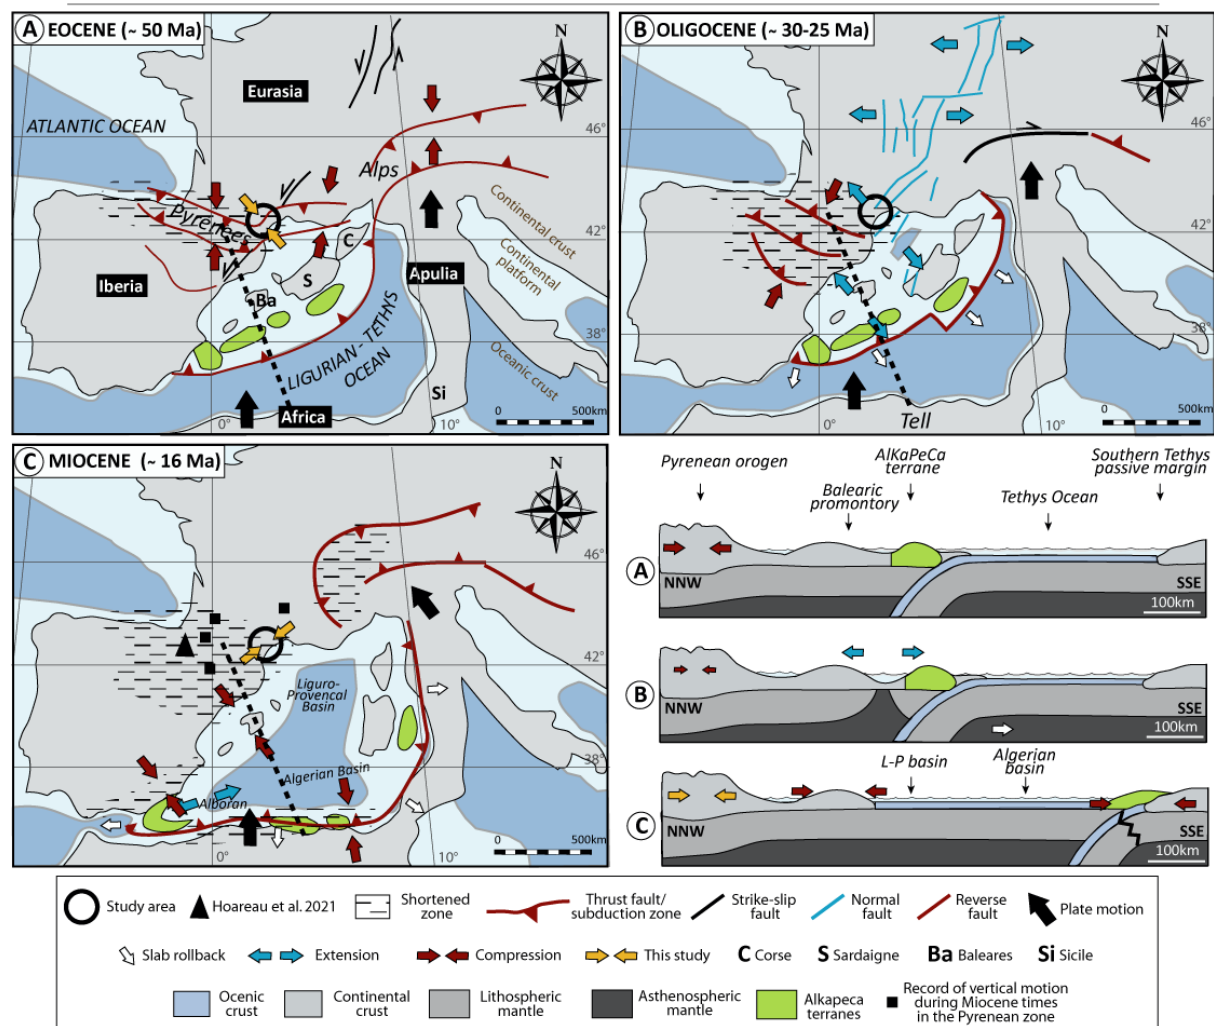 A EOCENE (~ 50 Ma)
N
Eurasia
ATLANTIC OCEAN
46°
Alps
Pyrenees
Continental crust
42°
C
Continental
platform
S
Iberia
Apulia
Ba
38°
LIGURIAN - TETHYS
OCEAN
Oceanic crust
Si
Africa
0°
10°
0 500km
B OLIGOCENE (~ 30-25 Ma)
N
46°
42°
38°
Tell
0°
10°
0 500km
C MIOCENE (~ 16 Ma)
N
46°
42°
Liguro-
Provencal
Basin
38°
Algerian Basin
Alboran
0°
10°
0 500km
Pyrenean orogen
AlKaPeCa
terrane
Southern Tethys
passive margin
Balearic
promontory
Tethys Ocean
A
NNW
SSE
100km
B
NNW
SSE
100km
L-P basin
Algerian
basin
C
NNW
SSE
100km
Study area
Hoareau et al. 2021
Shortened
zone
Thrust fault/
subduction zone
Strike-slip
fault
Normal
fault
Reverse
fault
Plate motion
Slab rollback
Extension
Compression
This study
C Corse
S Sardaigne
Ba Baleares
Si Sicile
Ocenic
crust
Continental
crust
Lithospheric
mantle
Asthenospheric
mantle
Alkapeca
terranes
Record of vertical motion
during Miocene times
in the Pyrenean zone